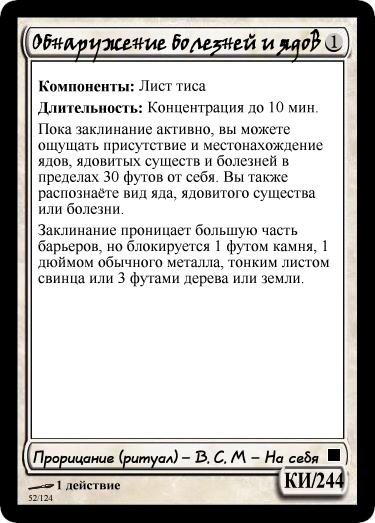 Обнаружение болезней и ядов 1
Компоненты: Лист тиса
Длительность: Концентрация до 10 мин.
Пока заклинание активно, вы можете
ощущать присутствие и местонахождение
ядов, ядовитых существ и болезней в
пределах 30 футов от себя. Вы также
распознаёте вид яда, ядовитого существа
или болезни.
Заклинание проницает большую часть
барьеров, но блокируется 1 футом камня, 1
дюймом обычного металла, тонким листом
свинца или 3 футами дерева или земли.
Прорицание (ритуал) – В, С, М – На себя
1 действие
КИ/244
52/124